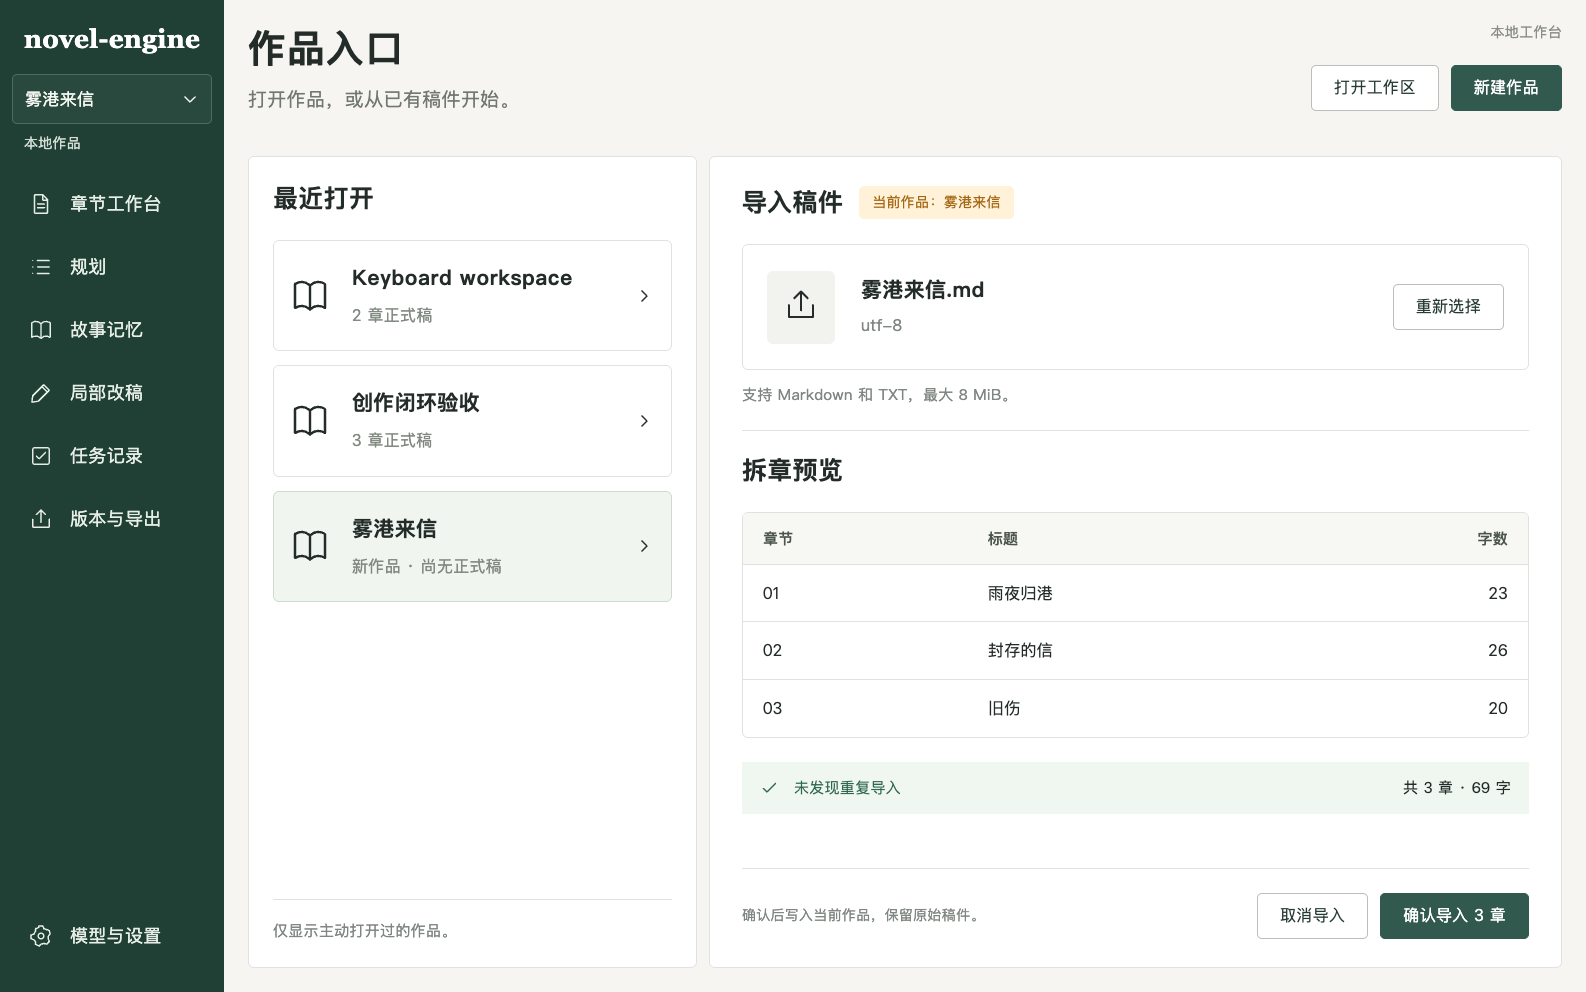 novel-engine
雾港来信
本地作品
章节工作台
规划
故事记忆
局部改稿
任务记录
版本与导出
模型与设置
作品入口
打开作品，或从已有稿件开始。
本地工作台
打开工作区
新建作品
最近打开
Keyboard workspace
2 章正式稿
创作闭环验收
3 章正式稿
雾港来信
新作品 · 尚无正式稿
仅显示主动打开过的作品。
导入稿件
当前作品：雾港来信
雾港来信.md
utf-8
重新选择
支持 Markdown 和 TXT，最大 8 MiB。
拆章预览
章节 标题 字数
01 雨夜归港 23
02 封存的信 26
03 旧伤 20
未发现重复导入
共 3 章 · 69 字
确认后写入当前作品，保留原始稿件。
取消导入
确认导入 3 章